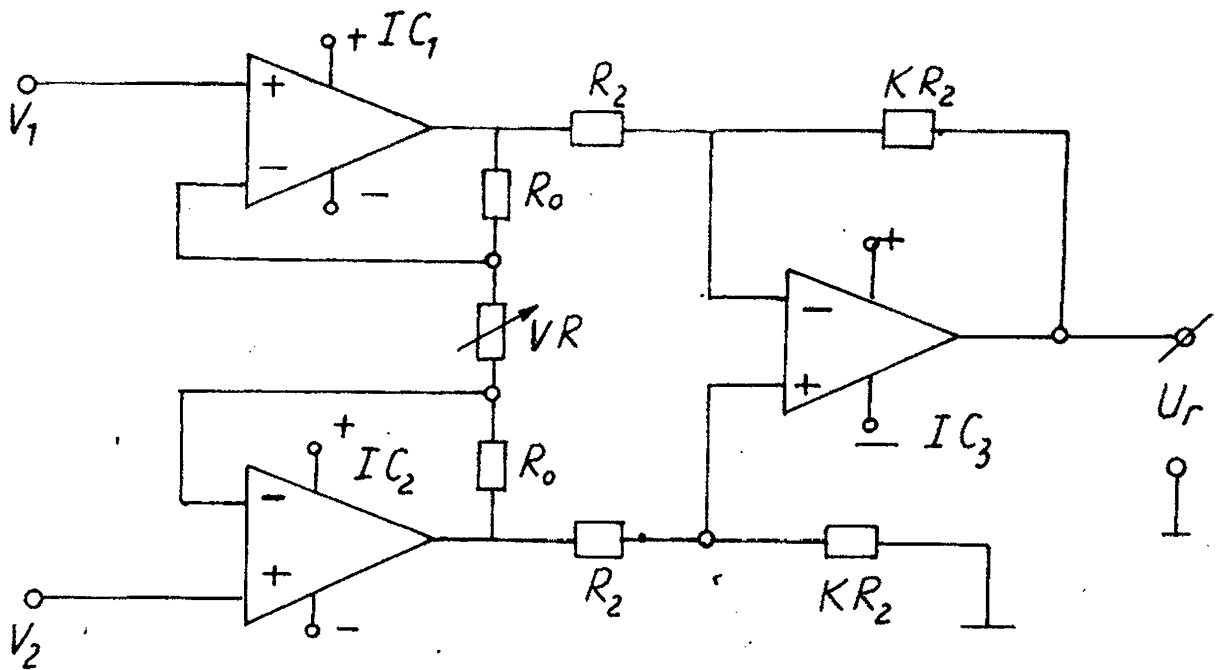 + IC₁
V₁
+
−
−
R₂
KR₂
R₀
+
VR
−
+
Uᵣ
+
IC₂
R₀
− IC₃
−
+
R₂
KR₂
V₂
−